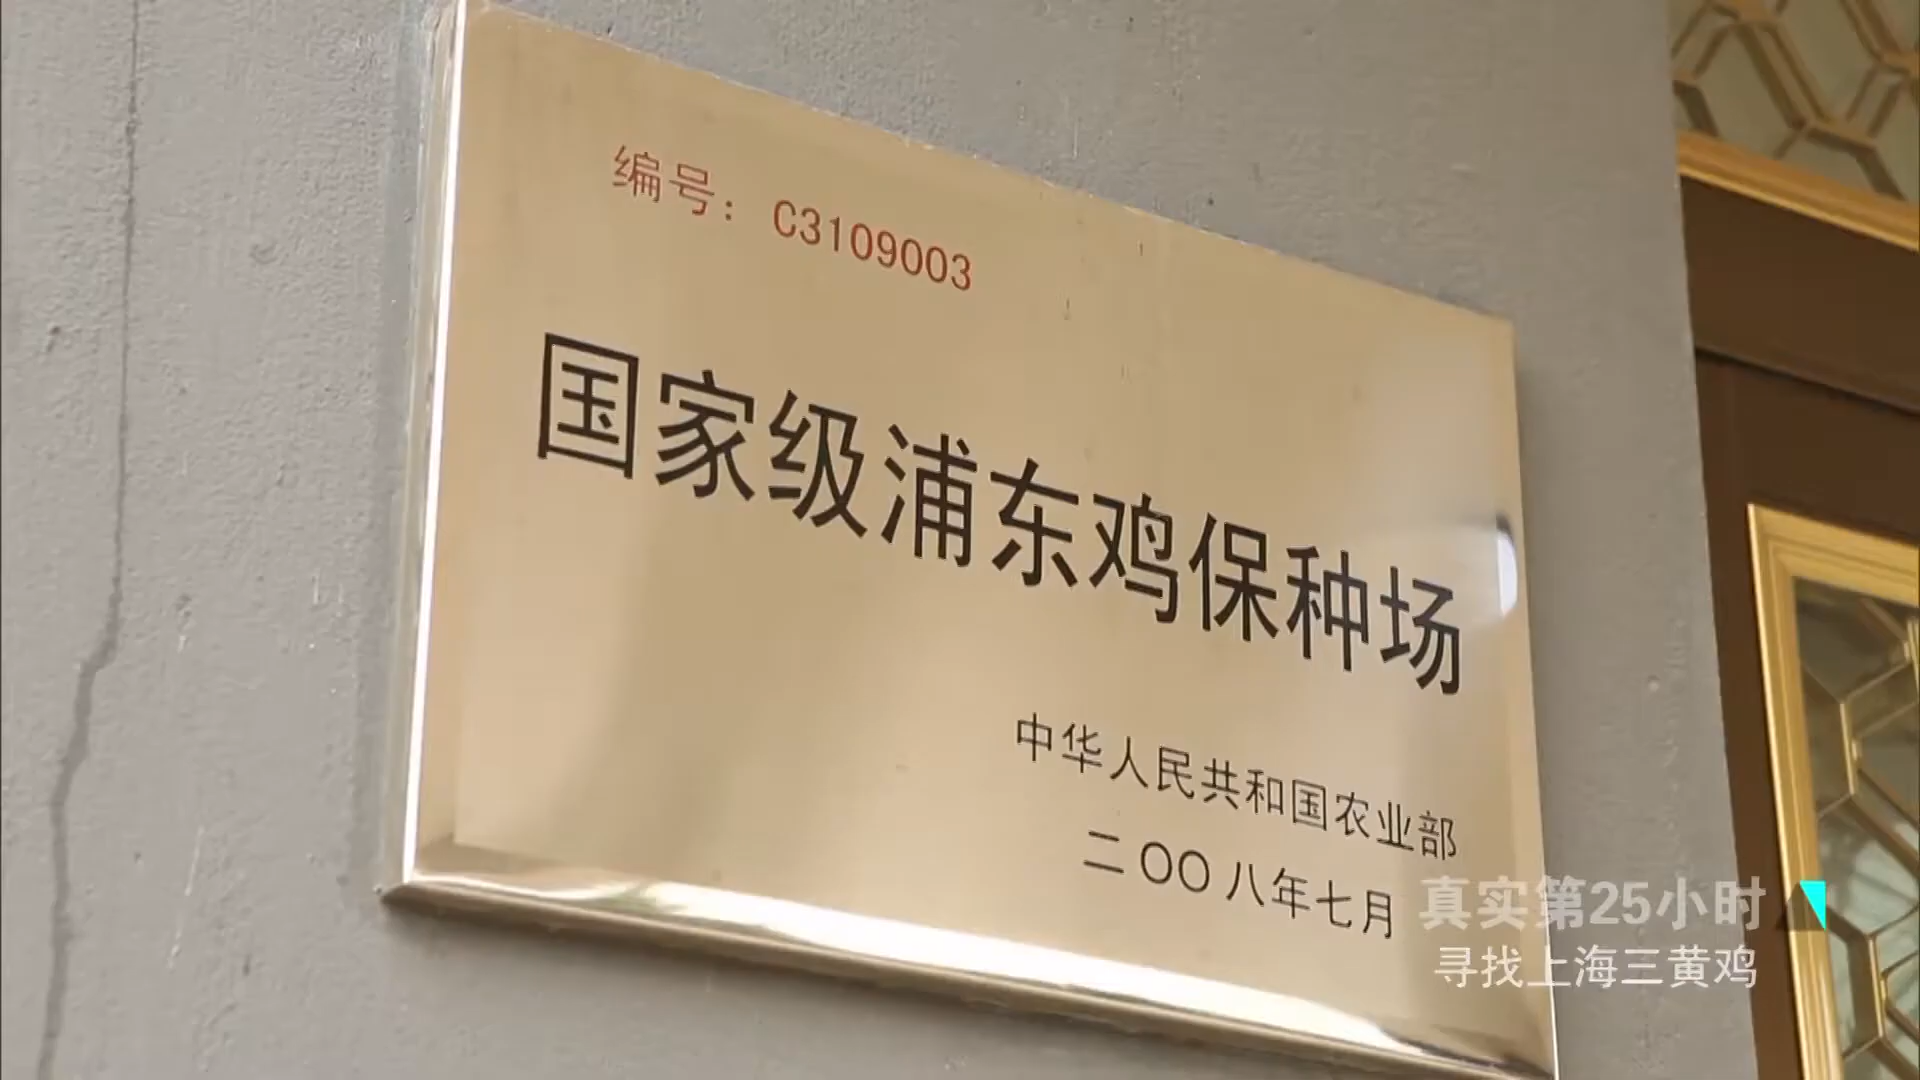 编号：C3109003
国家级浦东鸡保种场
中华人民共和国农业部
二〇〇八年七月
真实第25小时
寻找上海三黄鸡